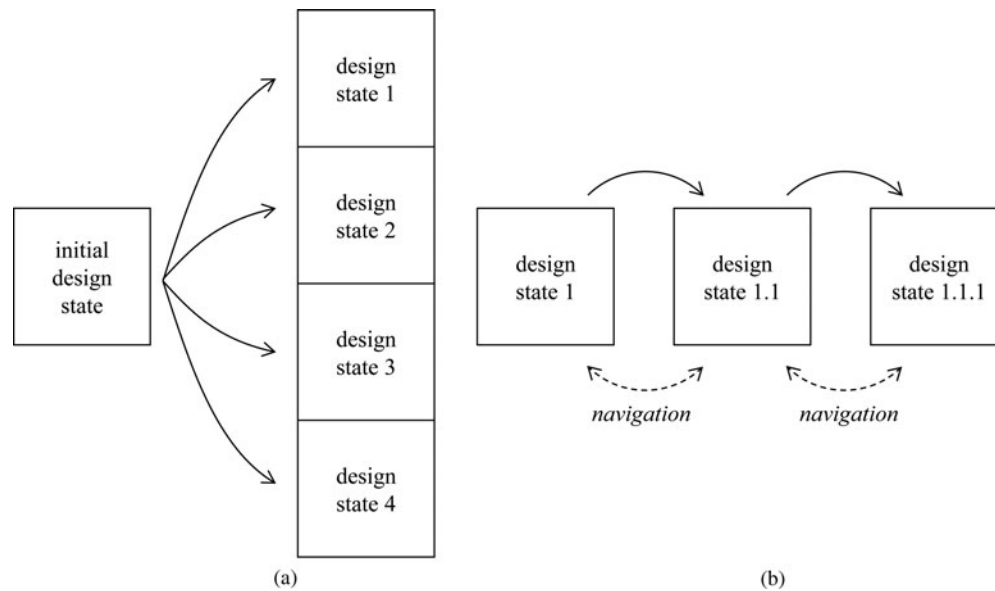 design
state 1
design
state 2
initial
design
state
design
state 3
design
state 4
(a)
design
state 1
design
state 1.1
design
state 1.1.1
navigation
navigation
(b)